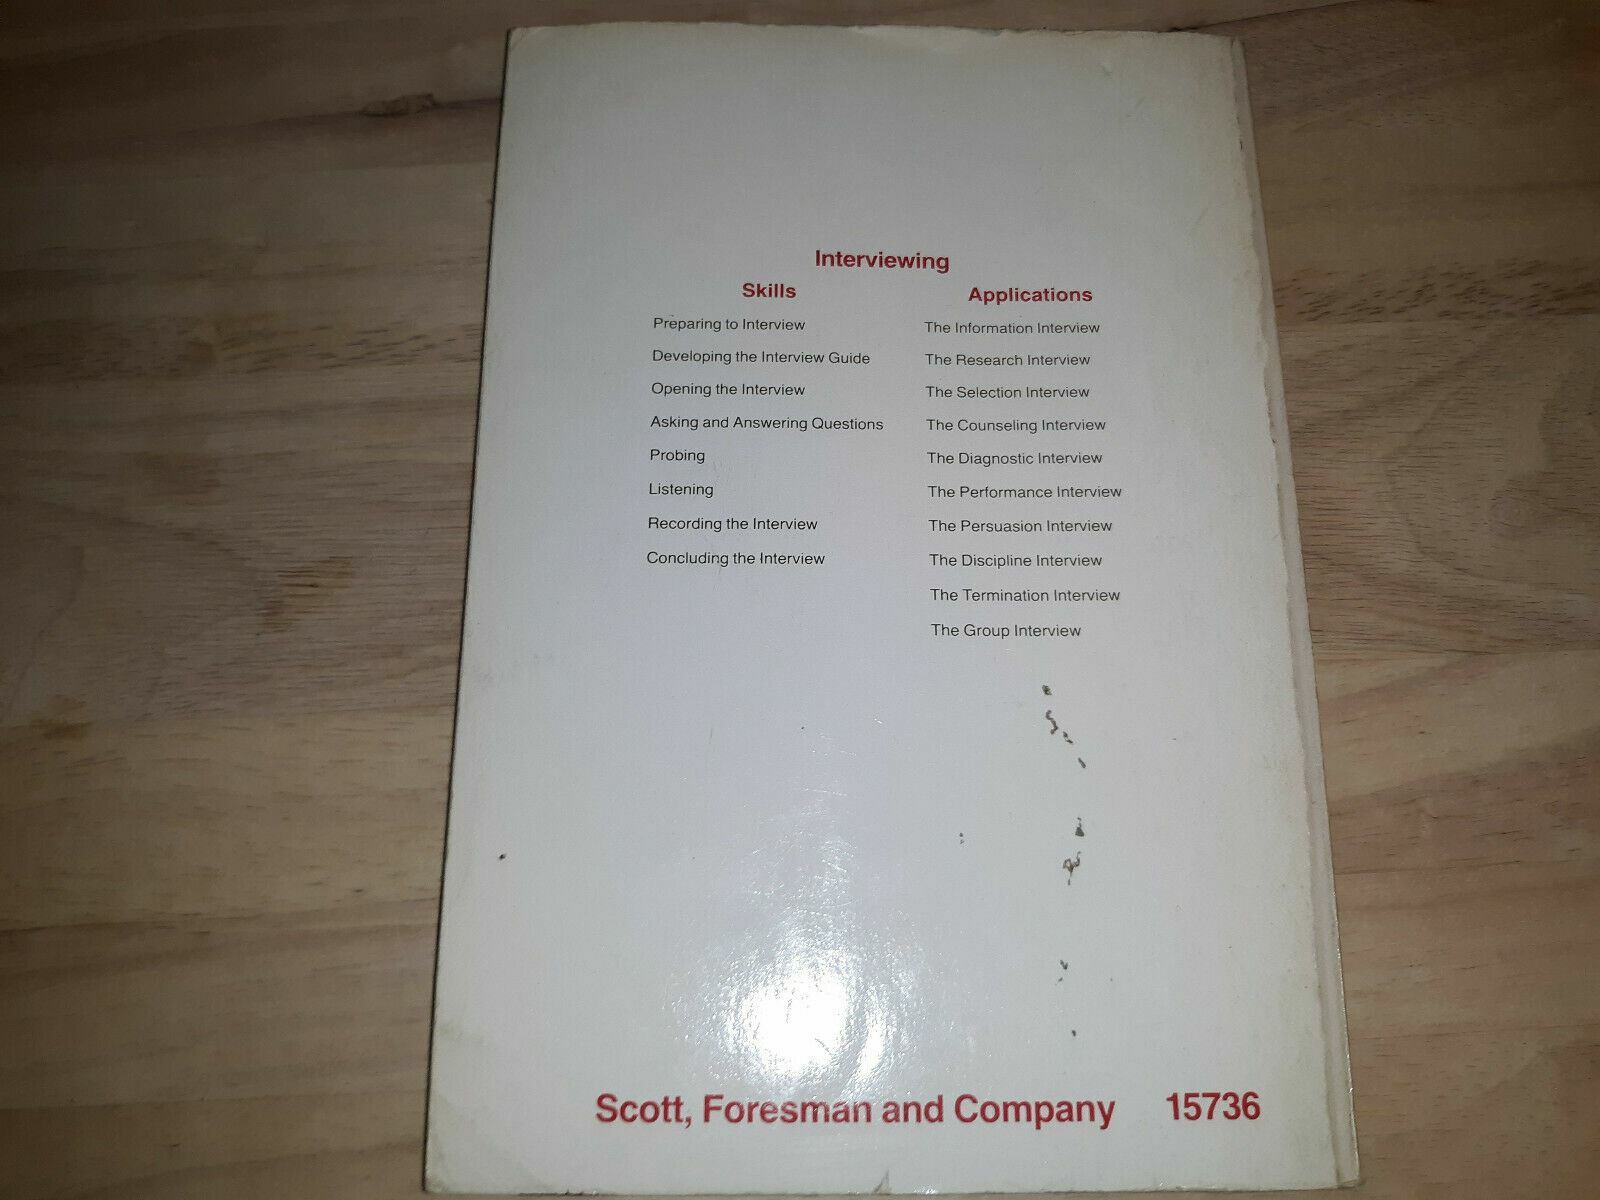 Interviewing
Skills
Preparing to Interview
Developing the Interview Guide
Opening the Interview
Asking and Answering Questions
Probing
Listening
Recording the Interview
Concluding the Interview
Applications
The Information Interview
The Research Interview
The Selection Interview
The Counseling Interview
The Diagnostic Interview
The Performance Interview
The Persuasion Interview
The Discipline Interview
The Termination Interview
The Group Interview
Scott, Foresman and Company 15736